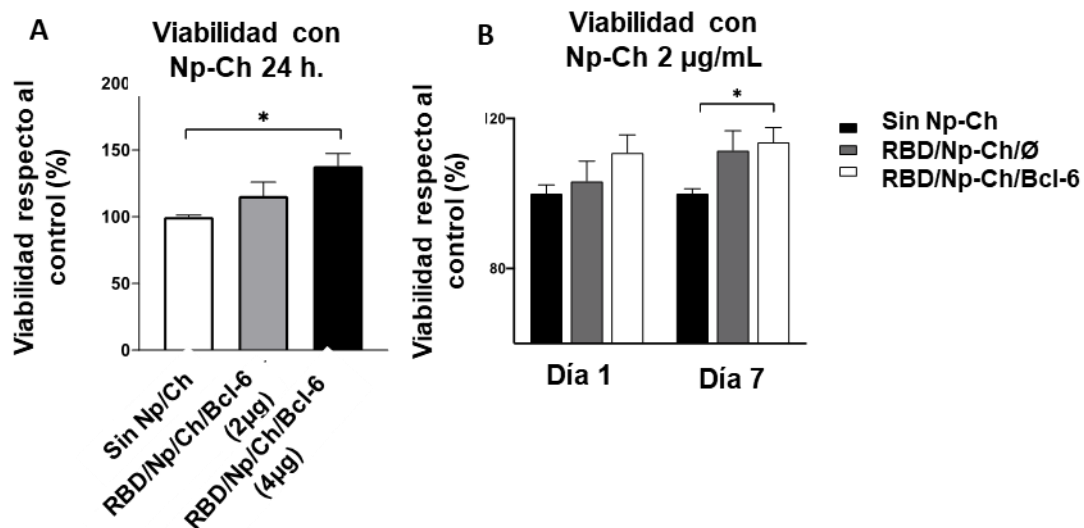 A
Viabilidad con
Np-Ch 24 h.
Viabilidad respecto al
control (%)
200
150
100
50
0
*
Sin Np/Ch
RBD/Np/Ch/Bcl-6
(2µg)
RBD/Np/Ch/Bcl-6
(4µg)
B
Viabilidad con
Np-Ch 2 µg/mL
Viabilidad respecto al
control (%)
120
80
*
Día 1
Día 7
Sin Np-Ch
RBD/Np-Ch/Ø
RBD/Np-Ch/Bcl-6